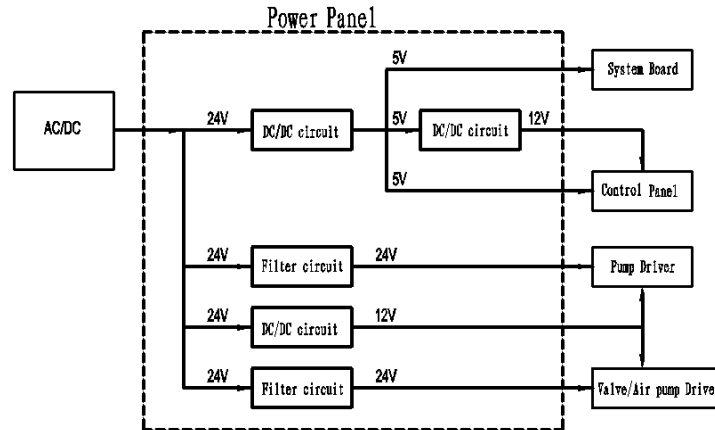 Power Panel
5V
System Board
AC/DC
24V
DC/DC circuit
5V
DC/DC circuit
12V
5V
Control Panel
24V
Filter circuit
24V
Pump Driver
24V
DC/DC circuit
12V
24V
Filter circuit
24V
Valve/Air pump Drive